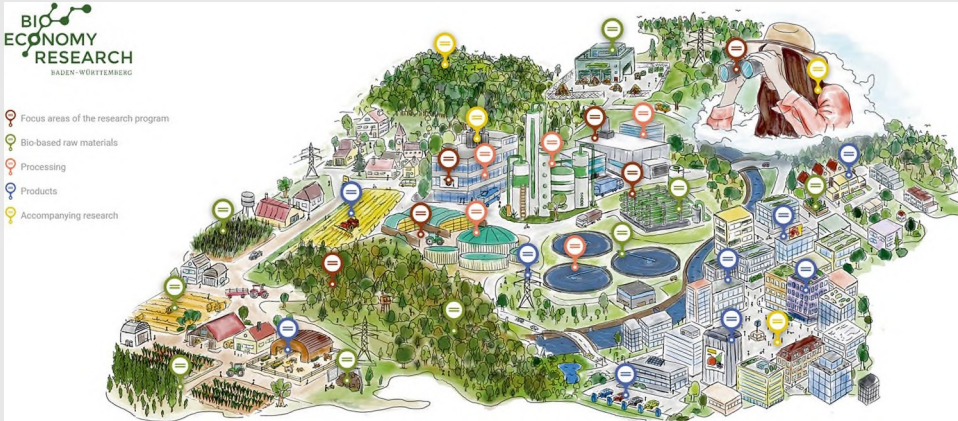 BIO
ECONOMY
RESEARCH
BADEN-WÜRTTEMBERG
Focus areas of the research program
Bio-based raw materials
Processing
Products
Accompanying research